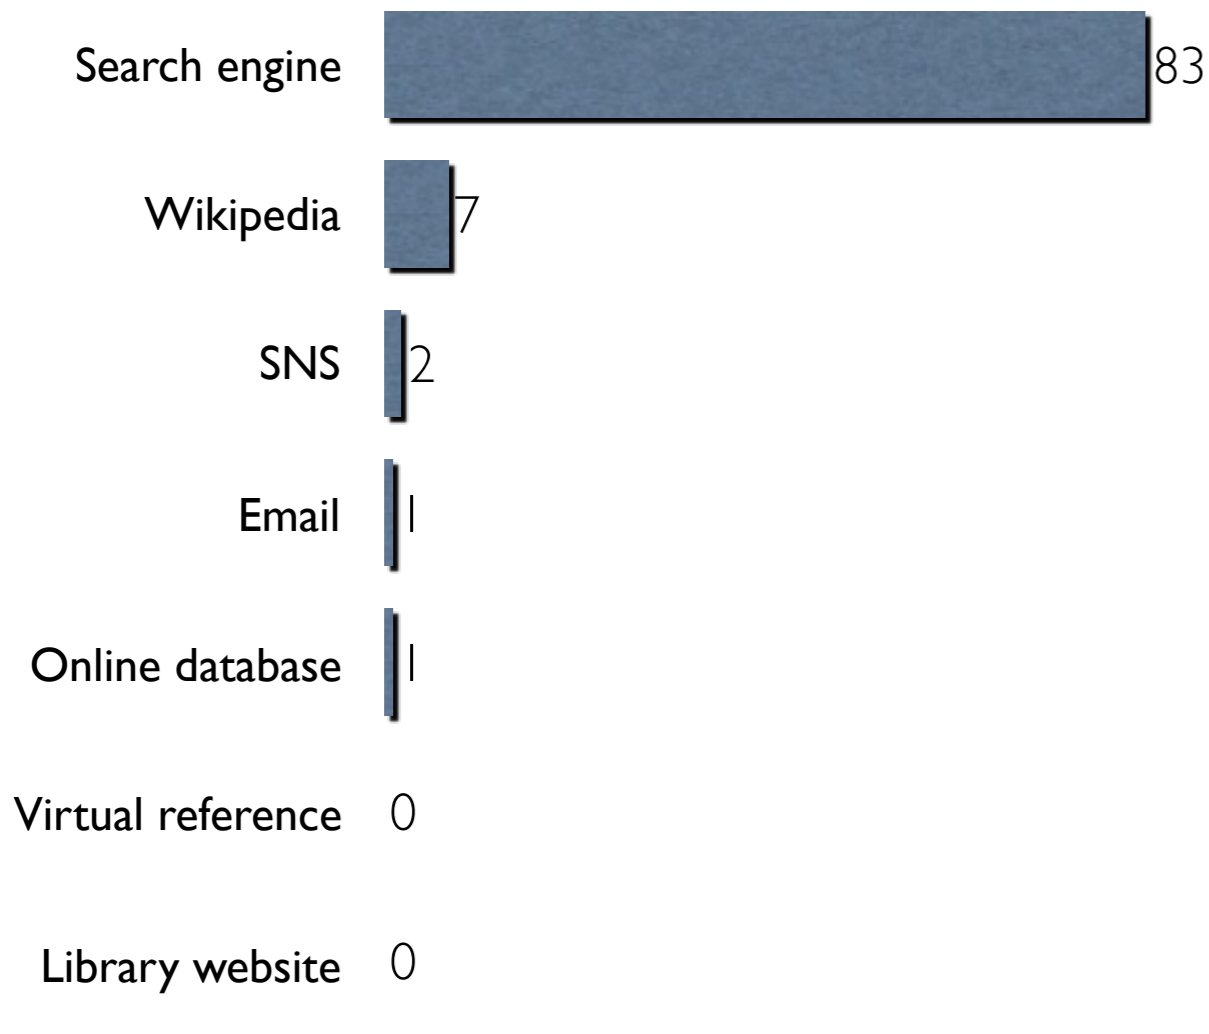 Search engine 83
Wikipedia 7
SNS 2
Email 1
Online database 1
Virtual reference 0
Library website 0